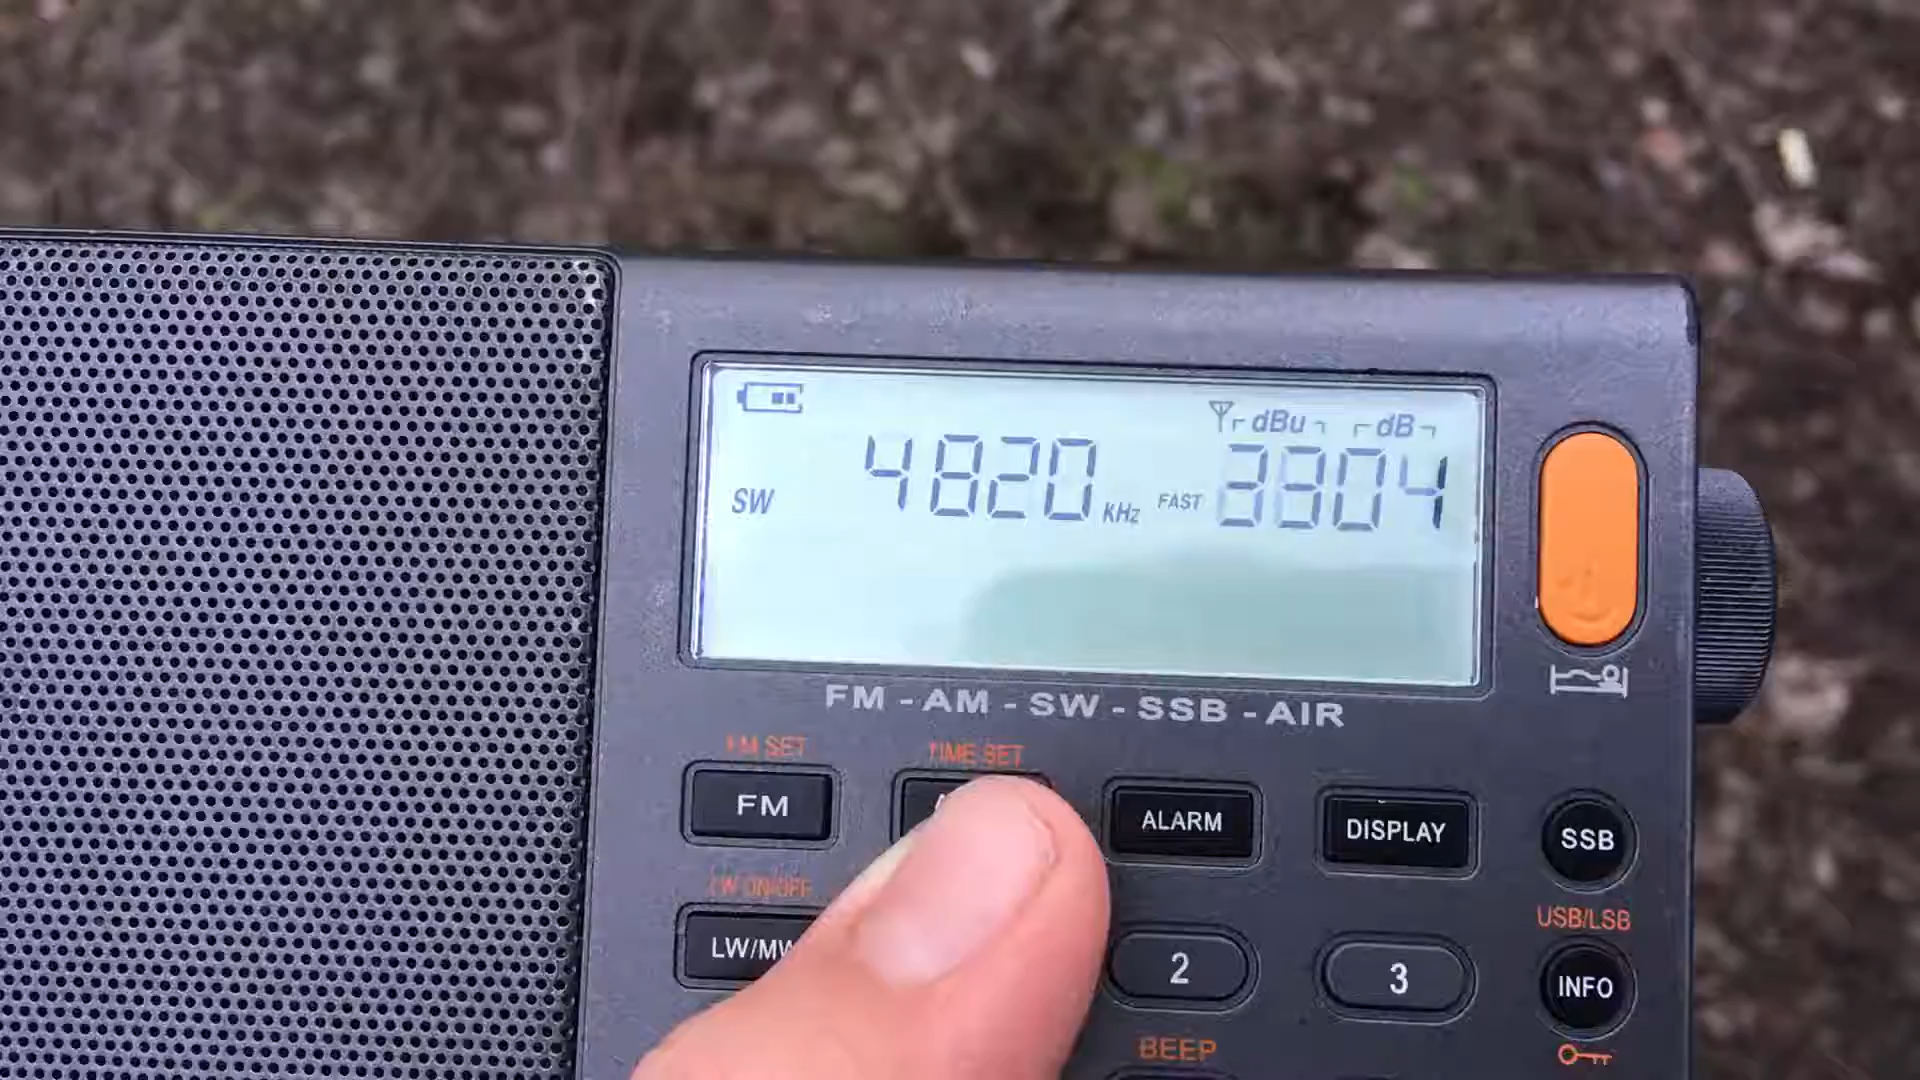 dBu dB
SW 4820 KHz FAST 3904
FM - AM - SW - SSB - AIR
FM SET TIME SET
FM ALARM DISPLAY SSB
LW ON/OFF USB/LSB
LW/MW 2 3 INFO
BEEP